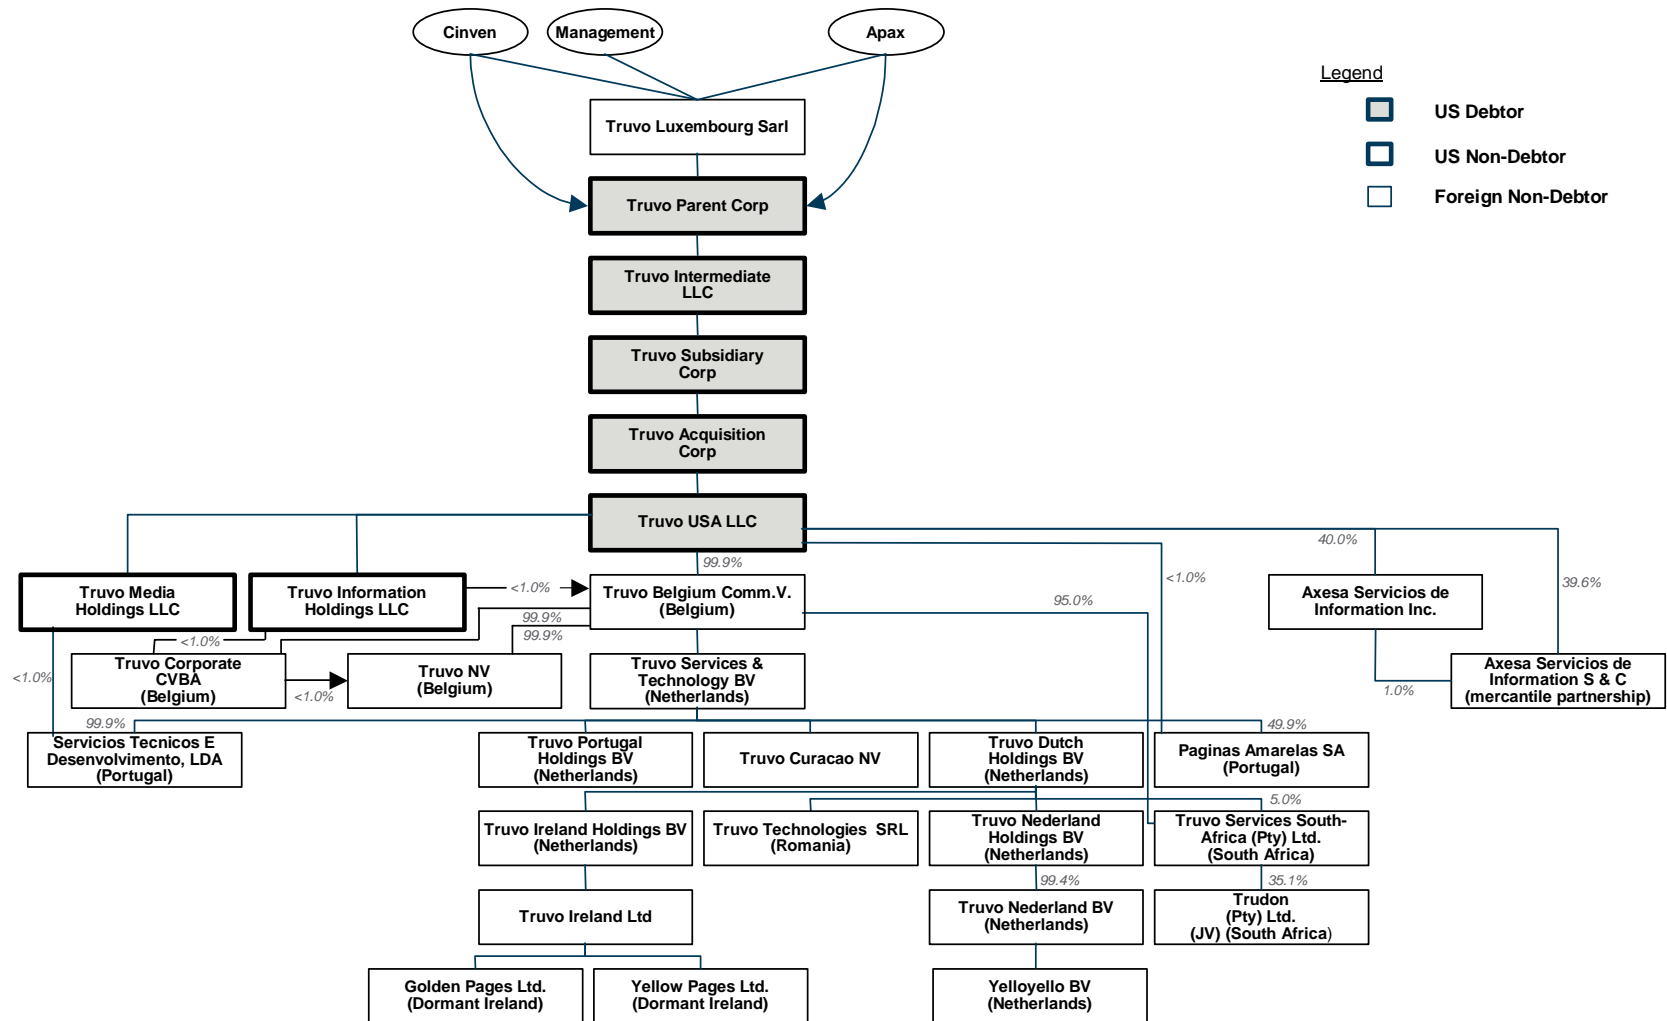 Cinven
Management
Apax
Legend
US Debtor
US Non-Debtor
Foreign Non-Debtor
Truvo Luxembourg Sarl
Truvo Parent Corp
Truvo Intermediate
LLC
Truvo Subsidiary
Corp
Truvo Acquisition
Corp
Truvo USA LLC
40.0%
99.9%
<1.0%
39.6%
Truvo Media
Holdings LLC
Truvo Information
Holdings LLC
<1.0%
Truvo Belgium Comm.V.
(Belgium)
95.0%
Axesa Servicios de
Information Inc.
99.9%
99.9%
<1.0%
<1.0%
Truvo Corporate
CVBA
(Belgium)
<1.0%
Truvo NV
(Belgium)
Truvo Services &
Technology BV
(Netherlands)
1.0%
Axesa Servicios de
Information S & C
(mercantile partnership)
99.9%
49.9%
Servicios Tecnicos E
Desenvolvimento, LDA
(Portugal)
Truvo Portugal
Holdings BV
(Netherlands)
Truvo Curacao NV
Truvo Dutch
Holdings BV
(Netherlands)
Paginas Amarelas SA
(Portugal)
5.0%
Truvo Ireland Holdings BV
(Netherlands)
Truvo Technologies SRL
(Romania)
Truvo Nederland
Holdings BV
(Netherlands)
Truvo Services South-
Africa (Pty) Ltd.
(South Africa)
99.4%
35.1%
Truvo Ireland Ltd
Truvo Nederland BV
(Netherlands)
Trudon
(Pty) Ltd.
(JV) (South Africa)
Golden Pages Ltd.
(Dormant Ireland)
Yellow Pages Ltd.
(Dormant Ireland)
Yelloyello BV
(Netherlands)